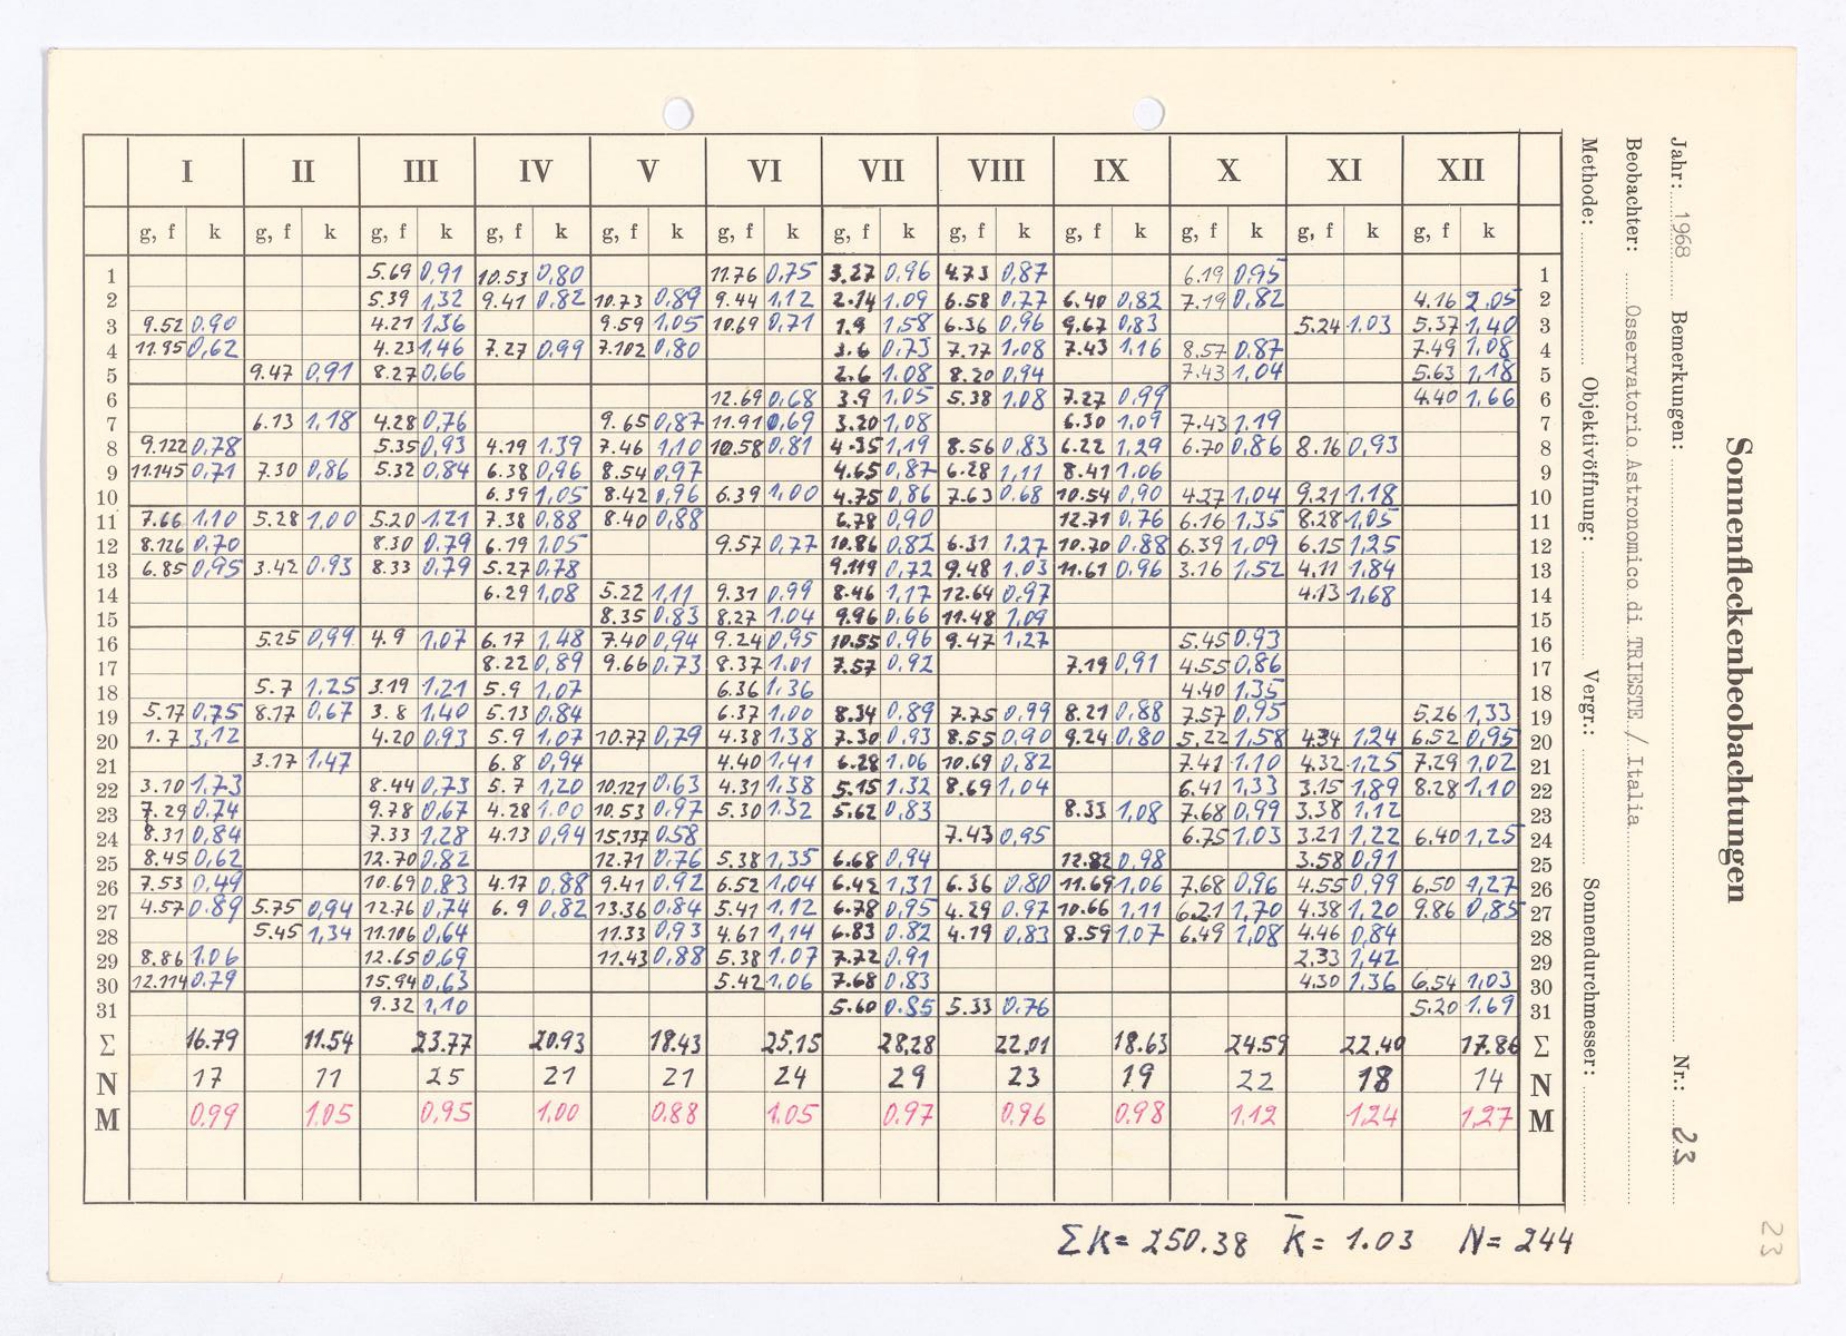 I II III IV V VI VII VIII IX X XI XII
g, f k g, f k g, f k g, f k g, f k g, f k g, f k g, f k g, f k g, f k g, f k g, f k
1 5.69 0,91 10.53 0,80 11.76 0,75 3.27 0,96 4.73 0,87 6.19 0,95 1
2 5.39 1,32 9.41 0.82 10.73 0,89 9.44 1,12 2.14 1.09 6.58 0,77 6.40 0,82 7.19 0,82 4.16 2,05 2
3 9.52 0.90 4.21 1,36 9.59 1,05 10.69 0,71 1.9 1,58 6.36 0,96 9.67 0,83 5.24 1.03 5.37 1,40 3
4 11.95 0,62 4.23 1,46 7.27 0,99 7.102 0,80 3.6 0,73 7.17 1,08 7.43 1,16 8.57 0,87 7.49 1,08 4
5 9.47 0,91 8.27 0,66 2.6 1.08 8.20 0,94 7.43 1,04 5.63 1,18 5
6 12.69 0,68 3.9 1,05 5.38 1.08 7.27 0,99 4.40 1,66 6
7 6.13 1,18 4.28 0,76 9.65 0,87 11.91 0,69 3.20 1,08 6.30 1,09 7.43 1.19 7
8 9.122 0,78 5.35 0,93 4.19 1.39 7.46 1,10 10.58 0,81 4.35 1,19 8.56 0,83 6.22 1,29 6.70 0,86 8.16 0,93 8
9 11.145 0,71 7.30 0,86 5.32 0,84 6.38 0,96 8.54 0,97 4.65 0,87 6.28 1,11 8.41 1.06 9
10 6.39 1,05 8.42 0,96 6.39 1,00 4.75 0,86 7.63 0.68 10.54 0,90 4.27 1,04 9.21 1.18 10
11 7.66 1,10 5.28 1,00 5.20 1,21 7.38 0,88 8.40 0,88 6.78 0,90 12.71 0,76 6.16 1,35 8.28 1,05 11
12 8.126 0,70 8.30 0,79 6.19 1.05 9.57 0,77 10.86 0,82 6.31 1,27 10.70 0.88 6.39 1,09 6.15 1,25 12
13 6.85 0,95 3.42 0.93 8.33 0,79 5.27 0,78 9.119 0,72 9.48 1,03 11.61 0.96 3.16 1,52 4.11 1.84 13
14 6.29 1,08 5.22 1,11 9.31 0.99 8.46 1,17 12.64 0,97 4.13 1,68 14
15 8.35 0,83 8.27 1.04 9.96 0.66 11.48 1,09 15
16 5.25 0,99 4.9 1,07 6.17 1,48 7.40 0,94 9.24 0,95 10.55 0,96 9.47 1,27 5.45 0.93 16
17 8.22 0,89 9.66 0.73 8.37 1.01 7.57 0,92 7.19 0,91 4.55 0,86 17
18 5.7 1.25 3.19 1,21 5.9 1,07 6.36 1,36 4.40 1,35 18
19 5.17 0,75 8.17 0,67 3.8 1,40 5.13 0,84 6.37 1,00 8.34 0,89 7.75 0,99 8.21 0,88 7.57 0,95 5.26 1,33 19
20 1.7 3,12 4.20 0.93 5.9 1,07 10.77 0,79 4.38 1.38 7.30 0,93 8.55 0,90 9.24 0,80 5,22 1,58 4.34 1,24 6.52 0,95 20
21 3.17 1,47 6.8 0,94 4.40 1,41 6.28 1.06 10.69 0,82 7.41 1.10 4.32 1,25 7.29 1,02 21
22 3.10 1,73 8.44 0,73 5.7 1,20 10.121 0.63 4.31 1,38 5.15 1.32 8.69 1,04 6.41 1,33 3.15 1,89 8.28 1,10 22
23 7.29 0.74 9.78 0,67 4.28 1.00 10.53 0.97 5.30 1.32 5.62 0,83 8.33 1,08 7.68 0,99 3.38 1,12 23
24 8.31 0,84 7.33 1,28 4.13 0,94 15.137 0.58 7.43 0,95 6.75 1.03 3.21 1,22 6,40 1,25 24
25 8.45 0,62 12.70 0,82 12.71 0,76 5.38 1,35 6.68 0,94 12.82 0,98 3.58 0,91 25
26 7.53 0,49 10.69 0,83 4.17 0,88 9.41 0.92 6.52 1,04 6.42 1,31 6.36 0,80 11.69 1,06 7.68 0,96 4.55 0,99 6,50 1,27 26
27 4.57 0.89 5.75 0,94 12.76 0,74 6.9 0,82 13.36 0,84 5.41 1.12 6.78 0,95 4.29 0.97 10.66 1,11 6.21 1,70 4.38 1,20 9.86 0,85 27
28 5.45 1,34 11.106 0,64 11.33 0,93 4.61 1,14 6.83 0.82 4.19 0,83 8.59 1.07 6,49 1,08 4.46 0,84 28
29 8.86 1.06 12.65 0,69 11.43 0,88 5.38 1.07 7.72 0.91 2.33 1,42 29
30 12.114 0.79 15.94 0,63 5.42 1,06 7.68 0,83 4.30 1.36 6,54 1,03 30
31 9.32 1,10 5.60 0.85 5.33 0,76 5.20 1.69 31
Σ 16.79 11.54 23.77 20.93 18.43 25,15 28,28 22,01 18.63 24.59 22,40 17.86 Σ
N 17 11 25 21 21 24 29 23 19 22 18 14 N
M 0.99 1.05 0,95 1,00 0.88 1.05 0.97 0.96 0.98 1.12 1,24 1,27 M
Σk = 250.38 k̄ = 1.03 N = 244
Sonnenfleckenbeobachtungen
Jahr: 1968 Bemerkungen: Nr.: 23
Beobachter: Osservatorio Astronomico di TRIESTE / Italia
Methode: Objektivöffnung: Vergr.: Sonnendurchmesser:
23